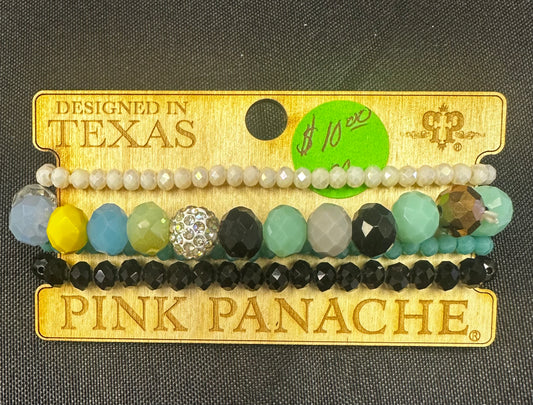 DESIGNED IN
TEXAS
$ 10.00
®
PINK PANACHE®